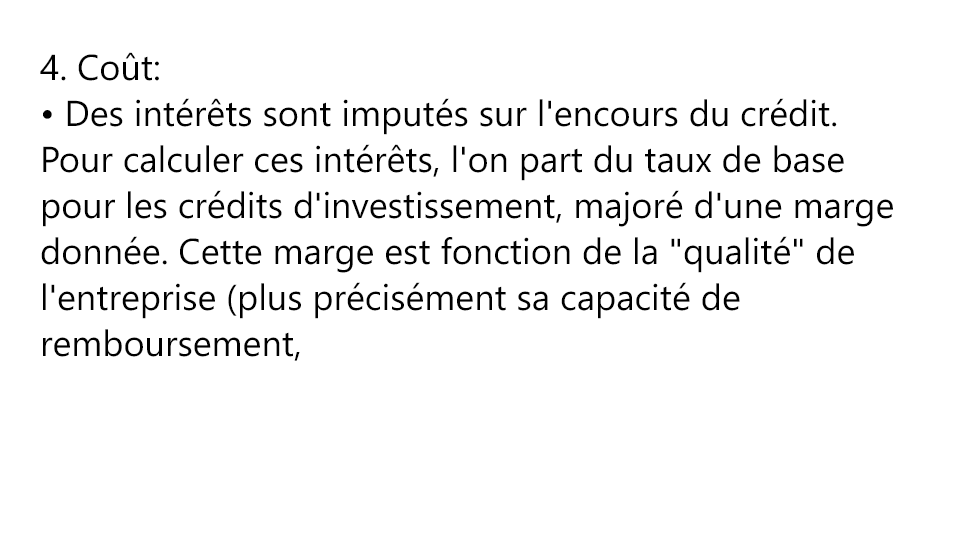 4. Coût:
• Des intérêts sont imputés sur l'encours du crédit.
Pour calculer ces intérêts, l'on part du taux de base
pour les crédits d'investissement, majoré d'une marge
donnée. Cette marge est fonction de la "qualité" de
l'entreprise (plus précisément sa capacité de
remboursement,